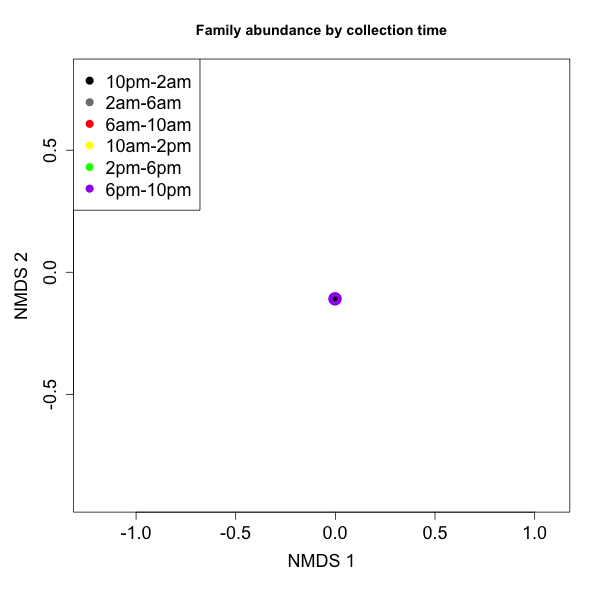 Family abundance by collection time
10pm-2am
2am-6am
6am-10am
10am-2pm
2pm-6pm
6pm-10pm
0.5
0.0
-0.5
NMDS 2
-1.0 -0.5 0.0 0.5 1.0
NMDS 1